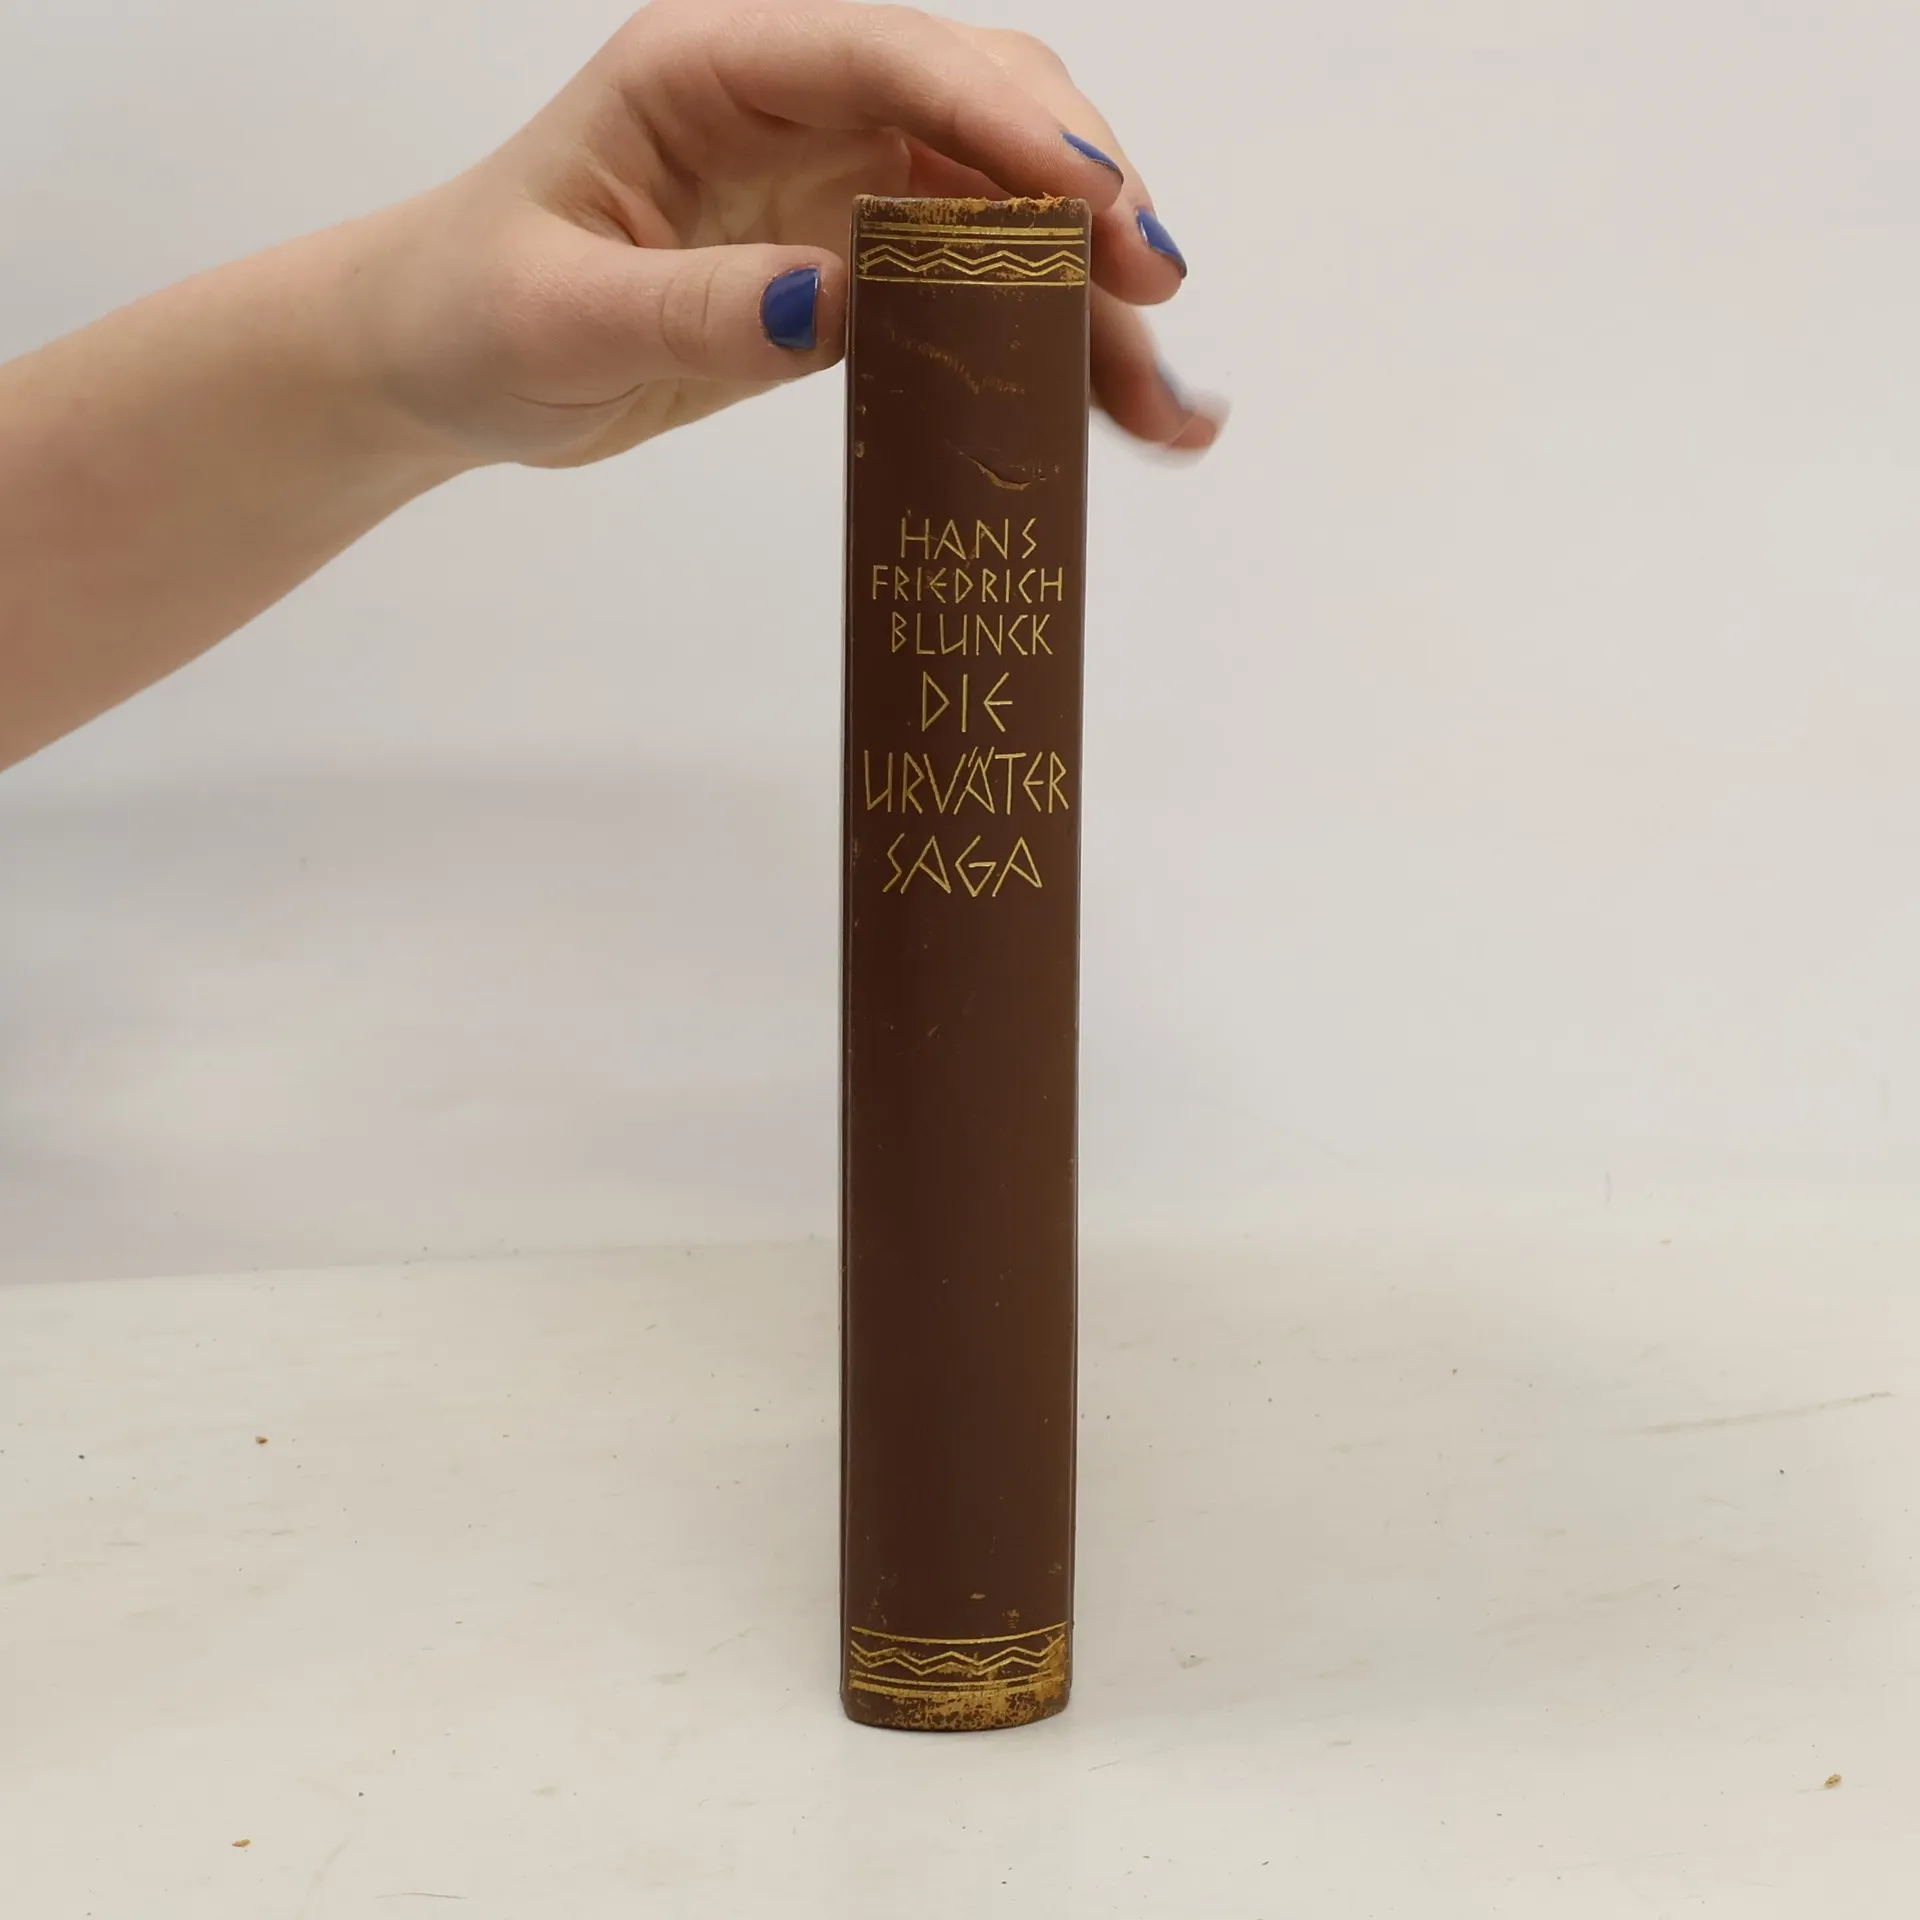 HANS
FRIEDRICH
BLUNCK
DIE
URVÄTER
SAGA